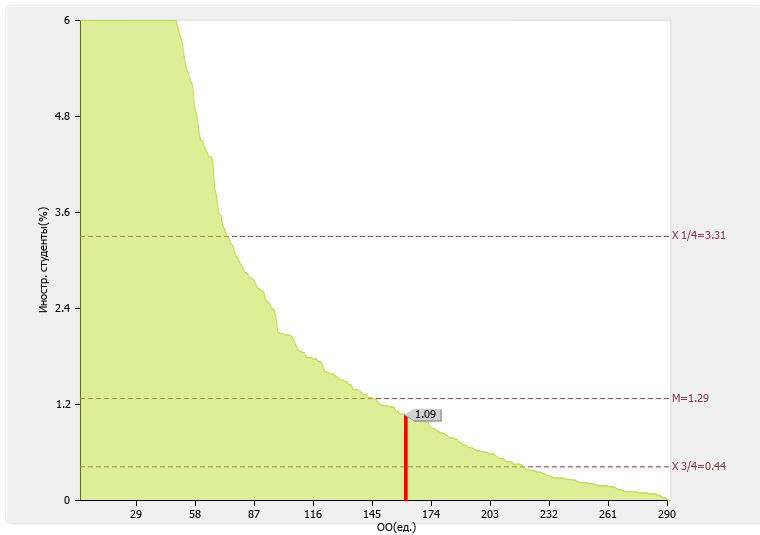 6
4.8
3.6
2.4
1.2
0
Иностр. студенты(%)
X 1/4=3.31
M=1.29
1.09
X 3/4=0.44
29 58 87 116 145 174 203 232 261 290
ОО(ед.)